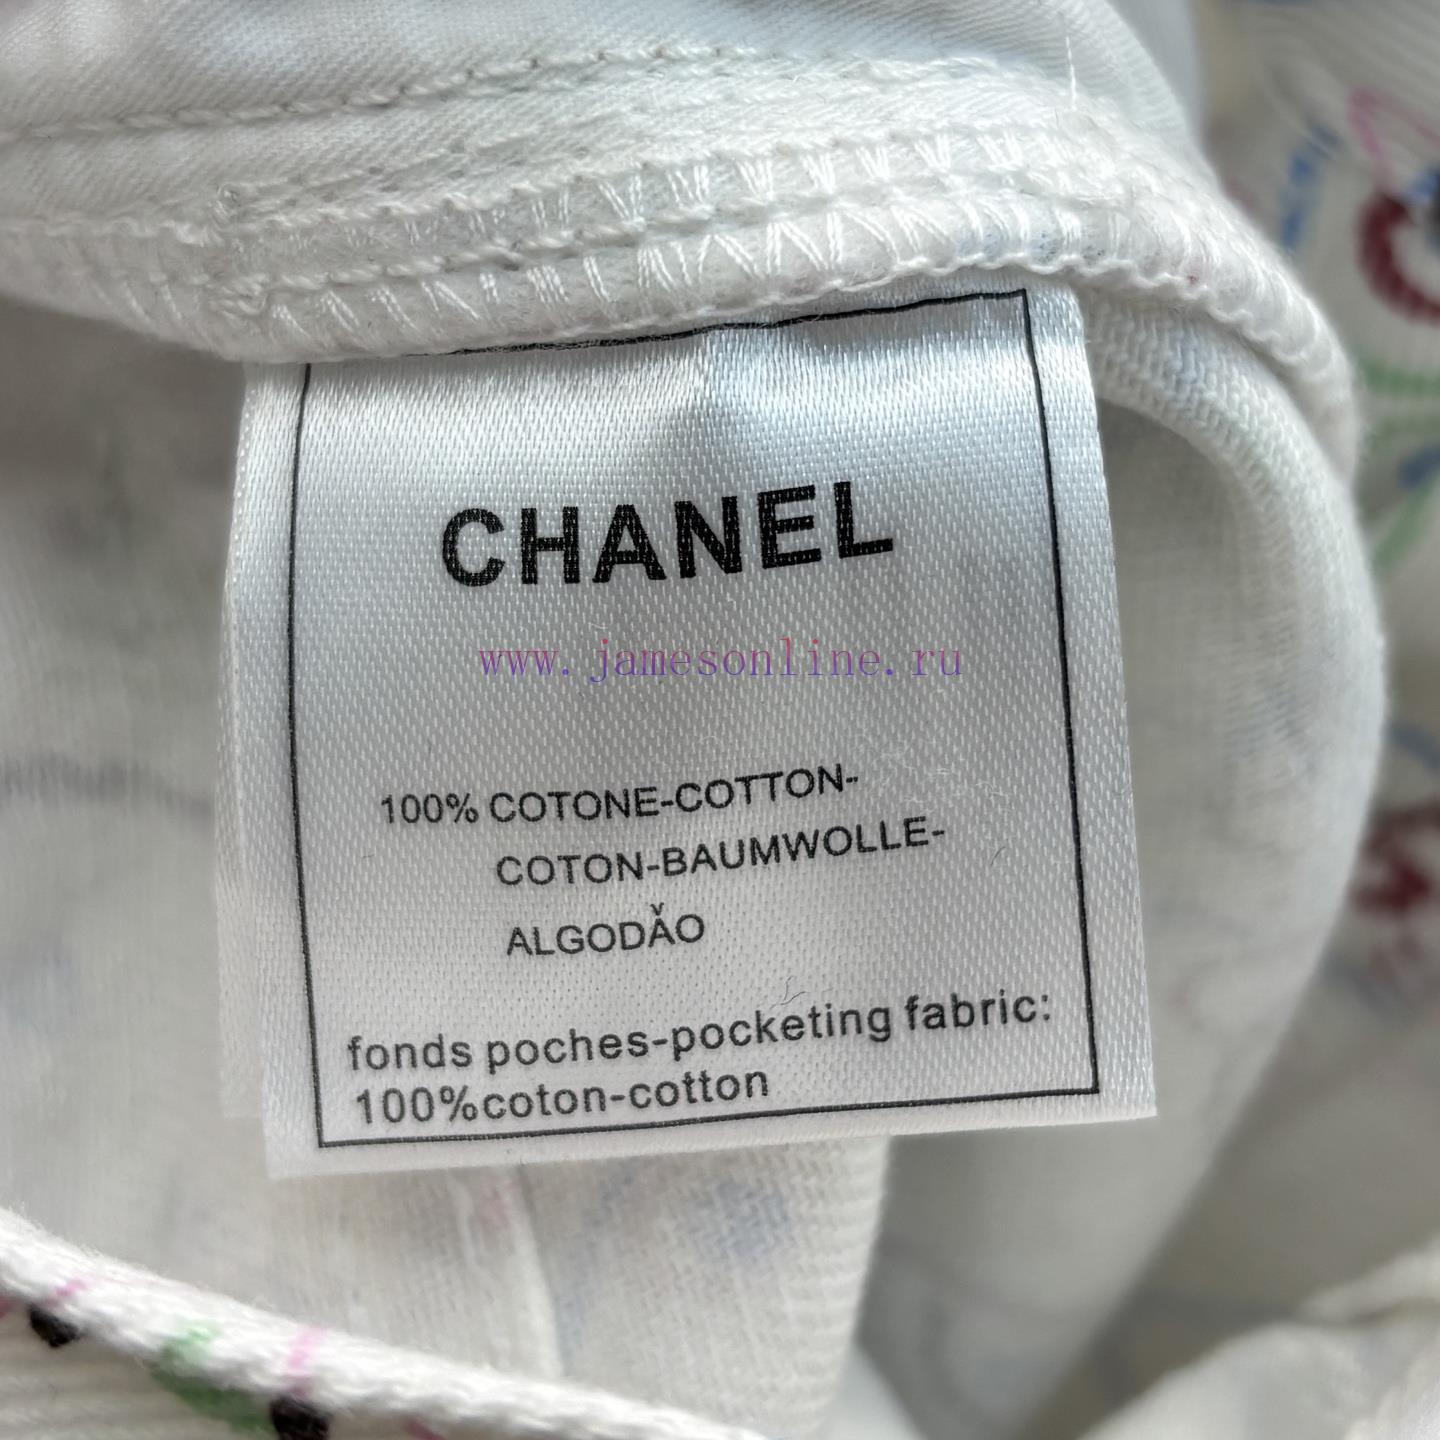 CHANEL
www.jamesonline.ru
100% COTONE-COTTON-
COTON-BAUMWOLLE-
ALGODǍO
fonds poches-pocketing fabric:
100%coton-cotton